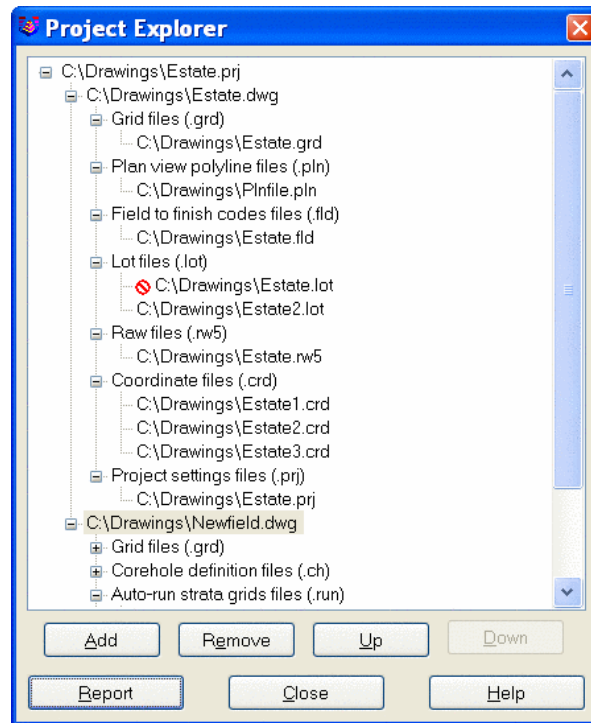 Project Explorer
C:\Drawings\Estate.prj
C:\Drawings\Estate.dwg
Grid files (.grd)
C:\Drawings\Estate.grd
Plan view polyline files (.pln)
C:\Drawings\Plnfile.pln
Field to finish codes files (.fld)
C:\Drawings\Estate.fld
Lot files (.lot)
C:\Drawings\Estate.lot
C:\Drawings\Estate2.lot
Raw files (.rw5)
C:\Drawings\Estate.rw5
Coordinate files (.crd)
C:\Drawings\Estate1.crd
C:\Drawings\Estate2.crd
C:\Drawings\Estate3.crd
Project settings files (.prj)
C:\Drawings\Estate.prj
C:\Drawings\Newfield.dwg
Grid files (.grd)
Corehole definition files (.ch)
Auto-run strata grids files (.run)
Add Remove Up Down
Report Close Help